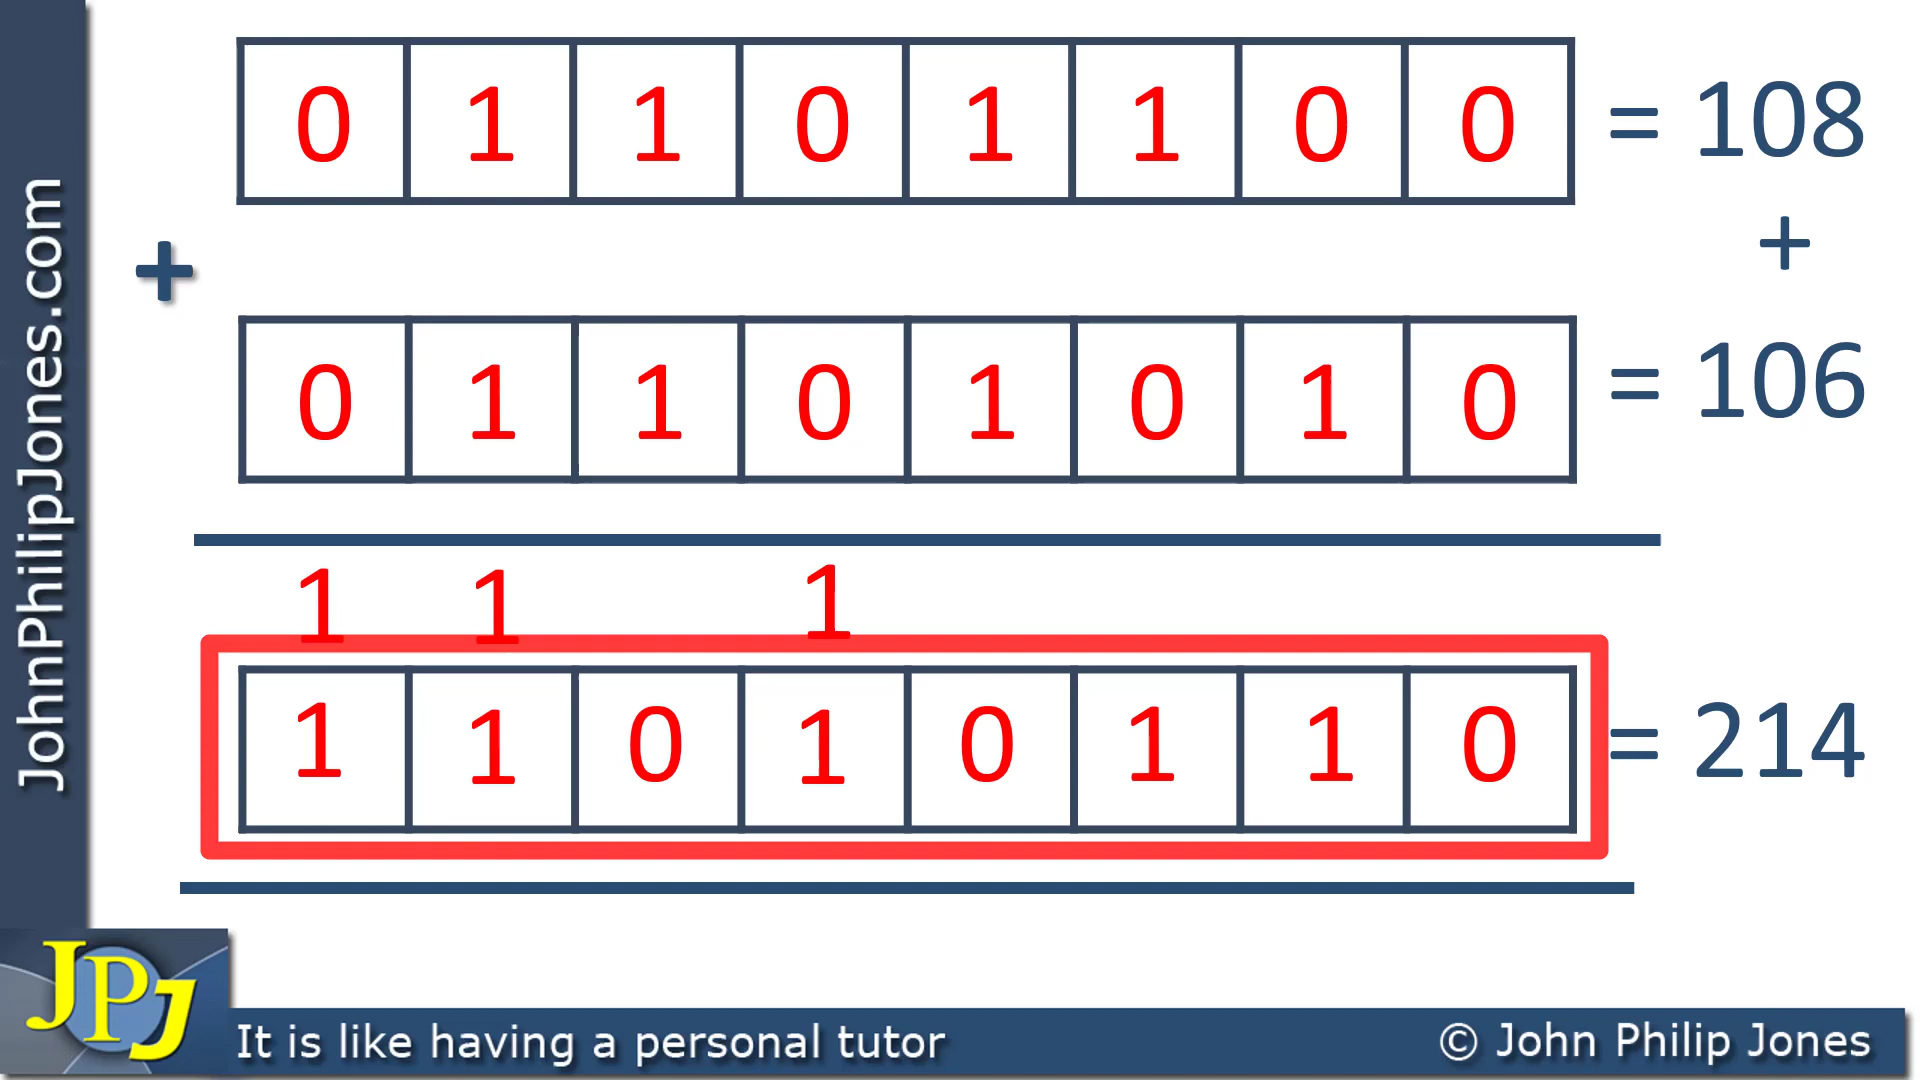 0 1 1 0 1 1 0 0 = 108
+ +
0 1 1 0 1 0 1 0 = 106
1 1 1
1 1 0 1 0 1 1 0 = 214
JohnPhilipJones.com
JPJ
It is like having a personal tutor
© John Philip Jones